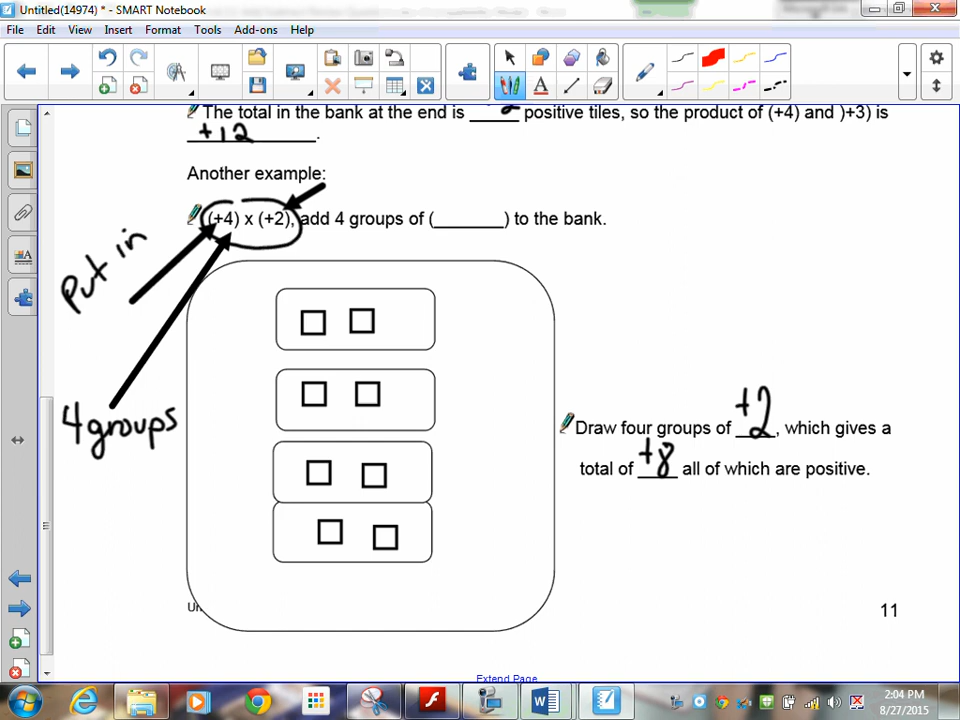 Untitled(14974) * - SMART Notebook
File Edit View Insert Format Tools Add-ons Help
The total in the bank at the end is 2 positive tiles, so the product of (+4) and )+3) is
+12.
Another example:
(+4) x (+2), add 4 groups of (_______) to the bank.
Put in
4 groups
Draw four groups of +2, which gives a
total of +8 all of which are positive.
Un
11
Extend Page
2:04 PM
8/27/2015